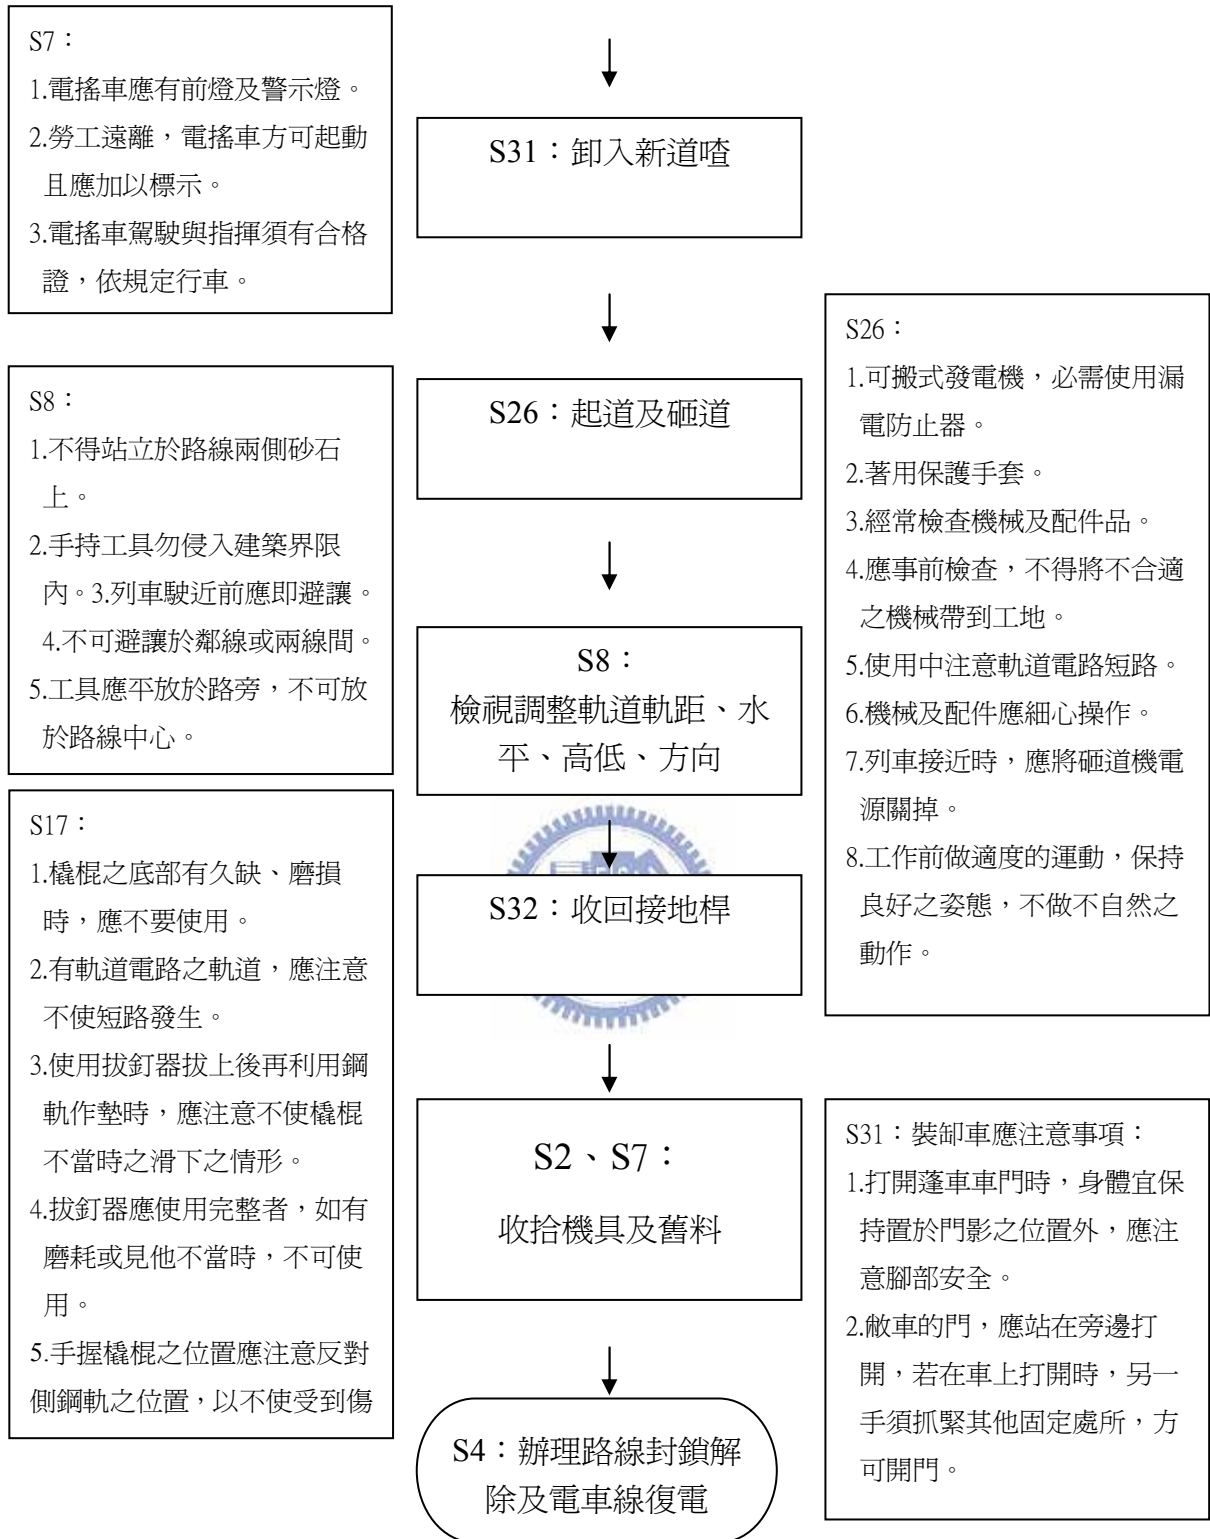 S7：
1.電搖車應有前燈及警示燈。
2.勞工遠離，電搖車方可起動
且應加以標示。
3.電搖車駕駛與指揮須有合格
證，依規定行車。
S8：
1.不得站立於路線兩側砂石
上。
2.手持工具勿侵入建築界限
內。3.列車駛近前應即避讓。
4.不可避讓於鄰線或兩線間。
5.工具應平放於路旁，不可放
於路線中心。
S17：
1.橇棍之底部有久缺、磨損
時，應不要使用。
2.有軌道電路之軌道，應注意
不使短路發生。
3.使用拔釘器拔上後再利用鋼
軌作墊時，應注意不使橇棍
不當時之滑下之情形。
4.拔釘器應使用完整者，如有
磨耗或見他不當時，不可使
用。
5.手握橇棍之位置應注意反對
側鋼軌之位置，以不使受到傷
S31：卸入新道喳
S26：起道及砸道
S8：
檢視調整軌道軌距、水
平、高低、方向
S32：收回接地桿
S2、S7：
收拾機具及舊料
S4：辦理路線封鎖解
除及電車線復電
S26：
1.可搬式發電機，必需使用漏
電防止器。
2.著用保護手套。
3.經常檢查機械及配件品。
4.應事前檢查，不得將不合適
之機械帶到工地。
5.使用中注意軌道電路短路。
6.機械及配件應細心操作。
7.列車接近時，應將砸道機電
源關掉。
8.工作前做適度的運動，保持
良好之姿態，不做不自然之
動作。
S31：裝缷車應注意事項：
1.打開蓬車車門時，身體宜保
持置於門影之位置外，應注
意腳部安全。
2.敝車的門，應站在旁邊打
開，若在車上打開時，另一
手須抓緊其他固定處所，方
可開門。